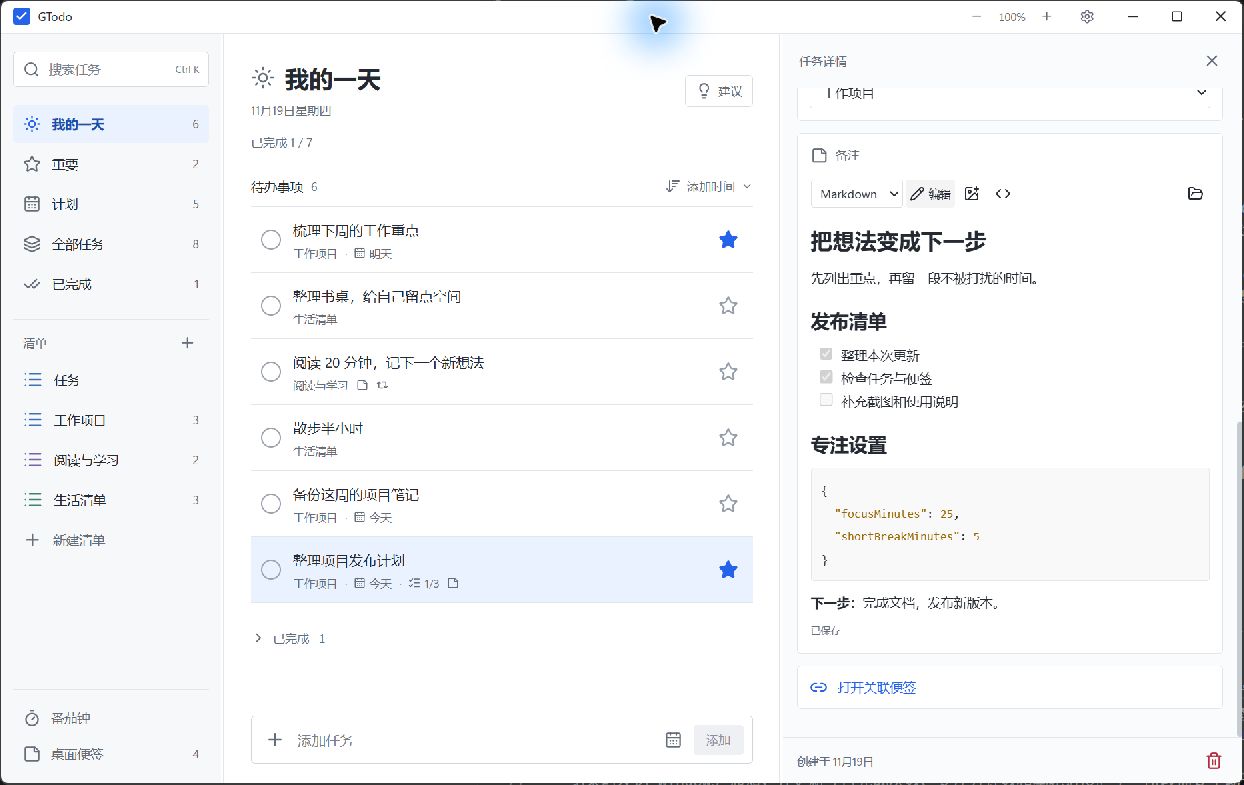 GTodo
100%
搜索任务 Ctrl K
我的一天 6
重要 2
计划 5
全部任务 8
已完成 1
清单
任务
工作项目 3
阅读与学习 2
生活清单 3
新建清单
番茄钟
桌面便签 4
我的一天
建议
11月19日星期四
已完成 1 / 7
待办事项 6
添加时间
梳理下周的工作重点
工作项目 · 明天
整理书桌，给自己留点空间
生活清单
阅读 20 分钟，记下一个新想法
阅读与学习
散步半小时
生活清单
备份这周的项目笔记
工作项目 · 今天
整理项目发布计划
工作项目 · 今天 · 1/3
已完成 1
添加任务
添加
任务详情
工作项目
备注
Markdown 编辑
把想法变成下一步
先列出重点，再留一段不被打扰的时间。
发布清单
整理本次更新
检查任务与便签
补充截图和使用说明
专注设置
{
"focusMinutes": 25,
"shortBreakMinutes": 5
}
下一步：完成文档，发布新版本。
已保存
打开关联便签
创建于 11月19日